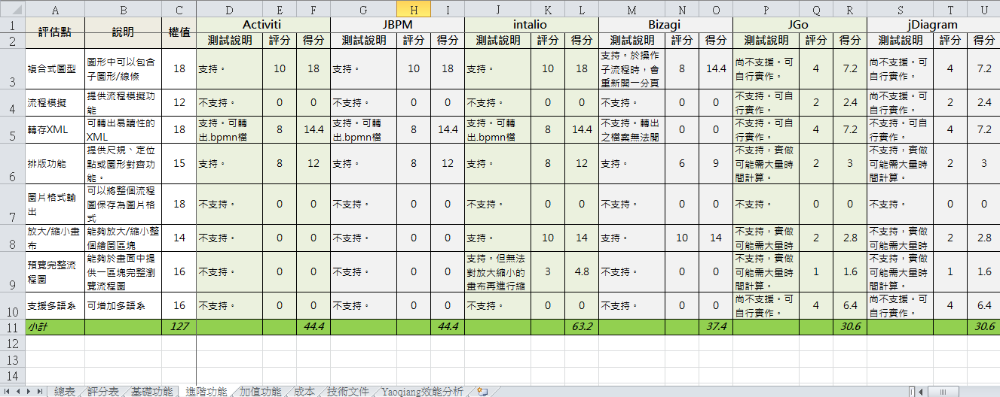 A B C D E F G H I J K L M N O P Q R S T U
1 評估點 說明 權值 Activiti JBPM intalio Bizagi JGo jDiagram
2 測試說明 評分 得分 測試說明 評分 得分 測試說明 評分 得分 測試說明 評分 得分 測試說明 評分 得分 測試說明 評分 得分
3 複合式圖型 圖形中可以包含子圖形/線條 18 支持。 10 18 支持。 10 18 支持。 10 18 支持。於操作子流程時，會重新開一分頁 8 14.4 尚不支援。可自行實作。 4 7.2 尚不支援。可自行實作。 4 7.2
4 流程模擬 提供流程模擬功能 12 不支持。 0 0 不支持。 0 0 不支持。 0 0 不支持。 0 0 不支持。可自行實作。 2 2.4 尚不支援。可自行實作。 2 2.4
5 轉存XML 可轉出易讀性的XML 18 支持。可轉出.bpmn檔 8 14.4 支持。可轉出.bpmn檔 8 14.4 支持。可轉出.bpmn檔 8 14.4 不支持。轉出之檔案無法開 0 0 不支持。可自行實作。 4 7.2 不支持。可自行實作。 4 7.2
6 排版功能 提供尺規、定位點或圖形對齊功能。 15 支持。 8 12 支持。 8 12 支持。 8 12 支持。 6 9 不支持，實做可能需大量時間計算。 2 3 不支持，實做可能需大量時間計算。 2 3
7 圖片格式輸出 可以將整個流程圖保存為圖片格式 18 不支持。 0 0 不支持。 0 0 不支持。 0 0 不支持。 0 0 不支持。 0 0 不支持。 0 0
8 放大/縮小畫布 能夠放大/縮小整個繪圖區塊 14 不支持。 0 0 不支持。 0 0 支持。 10 14 支持。 10 14 不支持，實做可能需大量時 2 2.8 不支持，實做可能需大量時 2 2.8
9 預覽完整流程圖 能夠於畫面中提供一區塊完整瀏覽流程圖 16 不支持。 0 0 不支持。 0 0 支持。但無法對放大縮小的畫布再進行縮 3 4.8 不支持。 0 0 不支持，實做可能需大量時間計算。 1 1.6 不支持，實做可能需大量時間計算。 1 1.6
10 支援多語系 可增加多語系 16 不支持。 0 0 不支持。 0 0 不支持。 0 0 不支持。 0 0 尚不支援。可自行實作。 4 6.4 尚不支援。可自行實作。 4 6.4
11 小計 127 44.4 44.4 63.2 37.4 30.6 30.6
12
13
14
總表 評分表 基礎功能 進階功能 加值功能 成本 技術文件 Yaoqiang效能分析